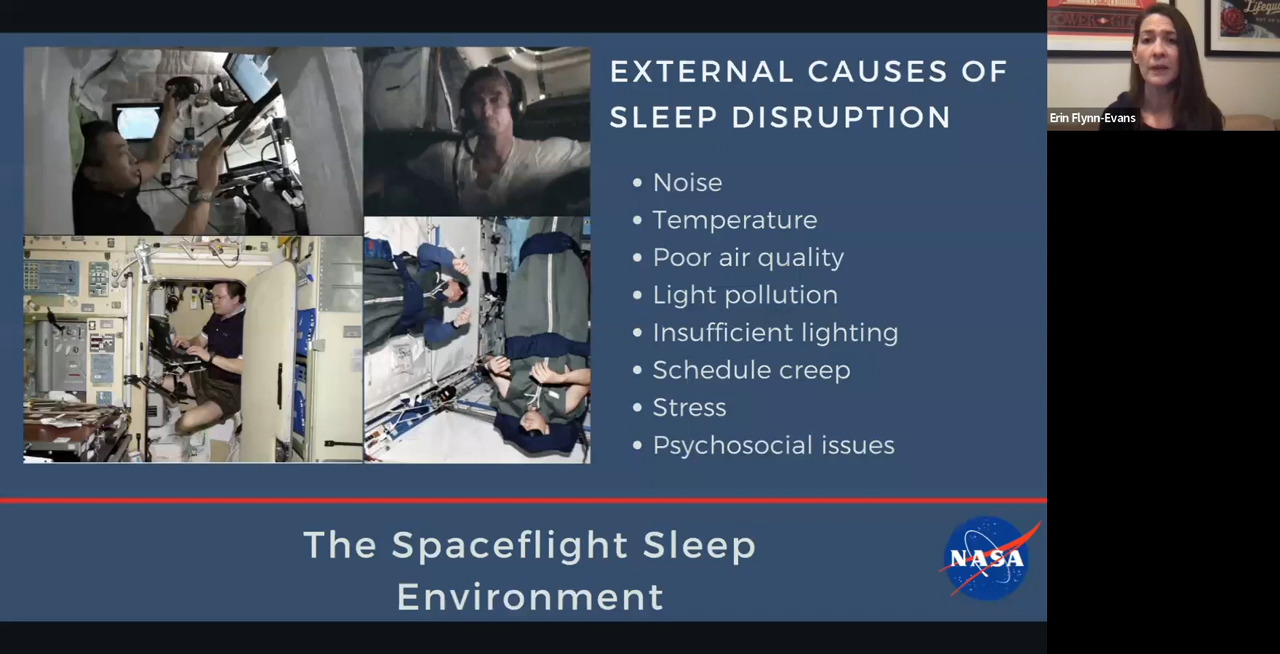 EXTERNAL CAUSES OF
SLEEP DISRUPTION
• Noise
• Temperature
• Poor air quality
• Light pollution
• Insufficient lighting
• Schedule creep
• Stress
• Psychosocial issues
The Spaceflight Sleep
Environment
NASA
Erin Flynn-Evans